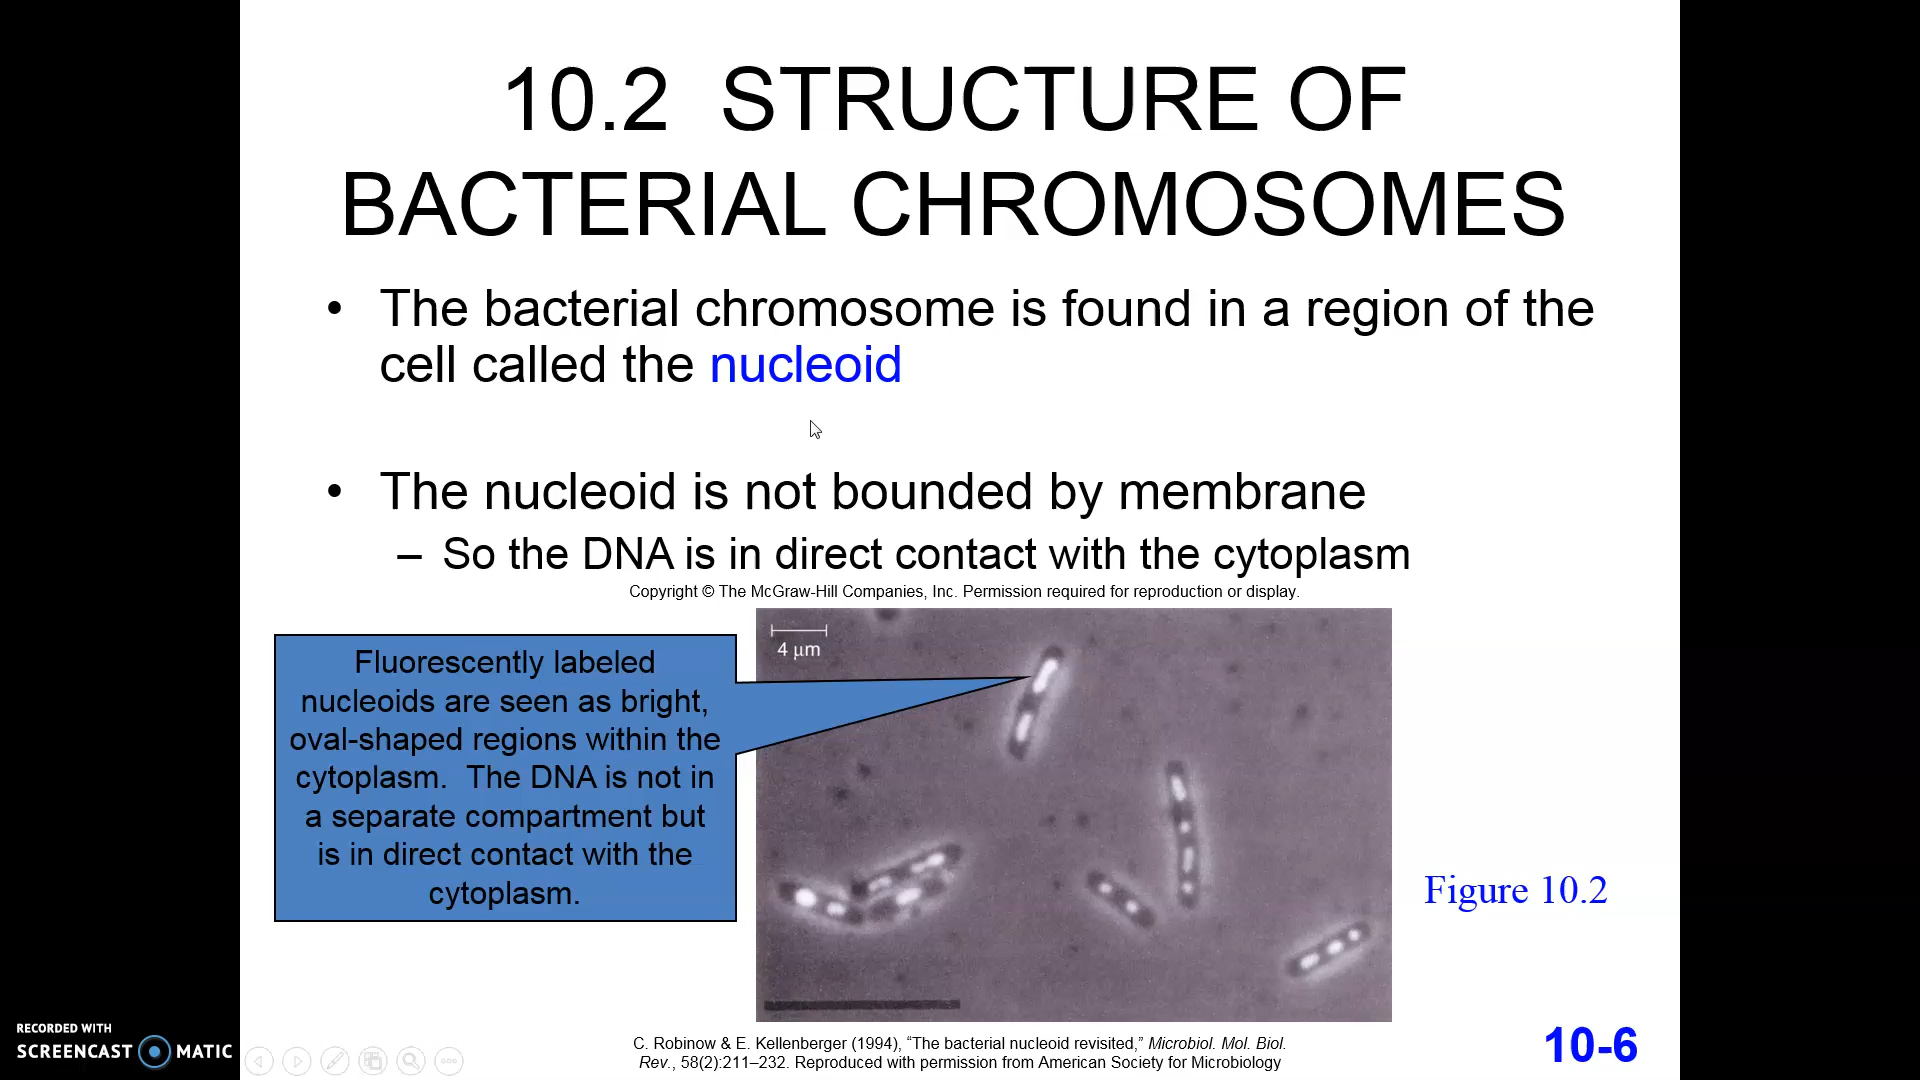 10.2 STRUCTURE OF
BACTERIAL CHROMOSOMES
• The bacterial chromosome is found in a region of the
cell called the nucleoid
• The nucleoid is not bounded by membrane
– So the DNA is in direct contact with the cytoplasm
Copyright © The McGraw-Hill Companies, Inc. Permission required for reproduction or display.
4 μm
Fluorescently labeled
nucleoids are seen as bright,
oval-shaped regions within the
cytoplasm. The DNA is not in
a separate compartment but
is in direct contact with the
cytoplasm.
Figure 10.2
C. Robinow & E. Kellenberger (1994), “The bacterial nucleoid revisited,” Microbiol. Mol. Biol.
Rev., 58(2):211–232. Reproduced with permission from American Society for Microbiology
10-6
RECORDED WITH
SCREENCAST MATIC